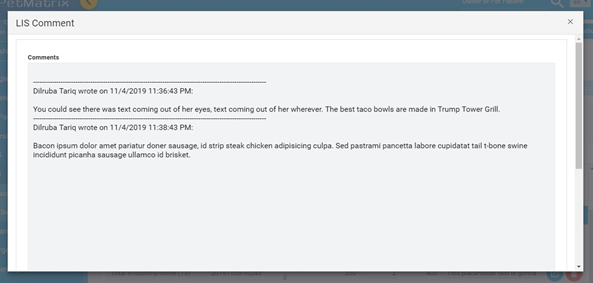 PetMatrix
LIS Comment
×
Comments
Dilruba Tariq wrote on 11/4/2019 11:36:43 PM:
You could see there was text coming out of her eyes, text coming out of her wherever. The best taco bowls are made in Trump Tower Grill.
Dilruba Tariq wrote on 11/4/2019 11:38:43 PM:
Bacon ipsum dolor amet pariatur doner sausage, id strip steak chicken adipisicing culpa. Sed pastrami pancetta labore cupidatat tail t-bone swine
incididunt picanha sausage ullamco id brisket.